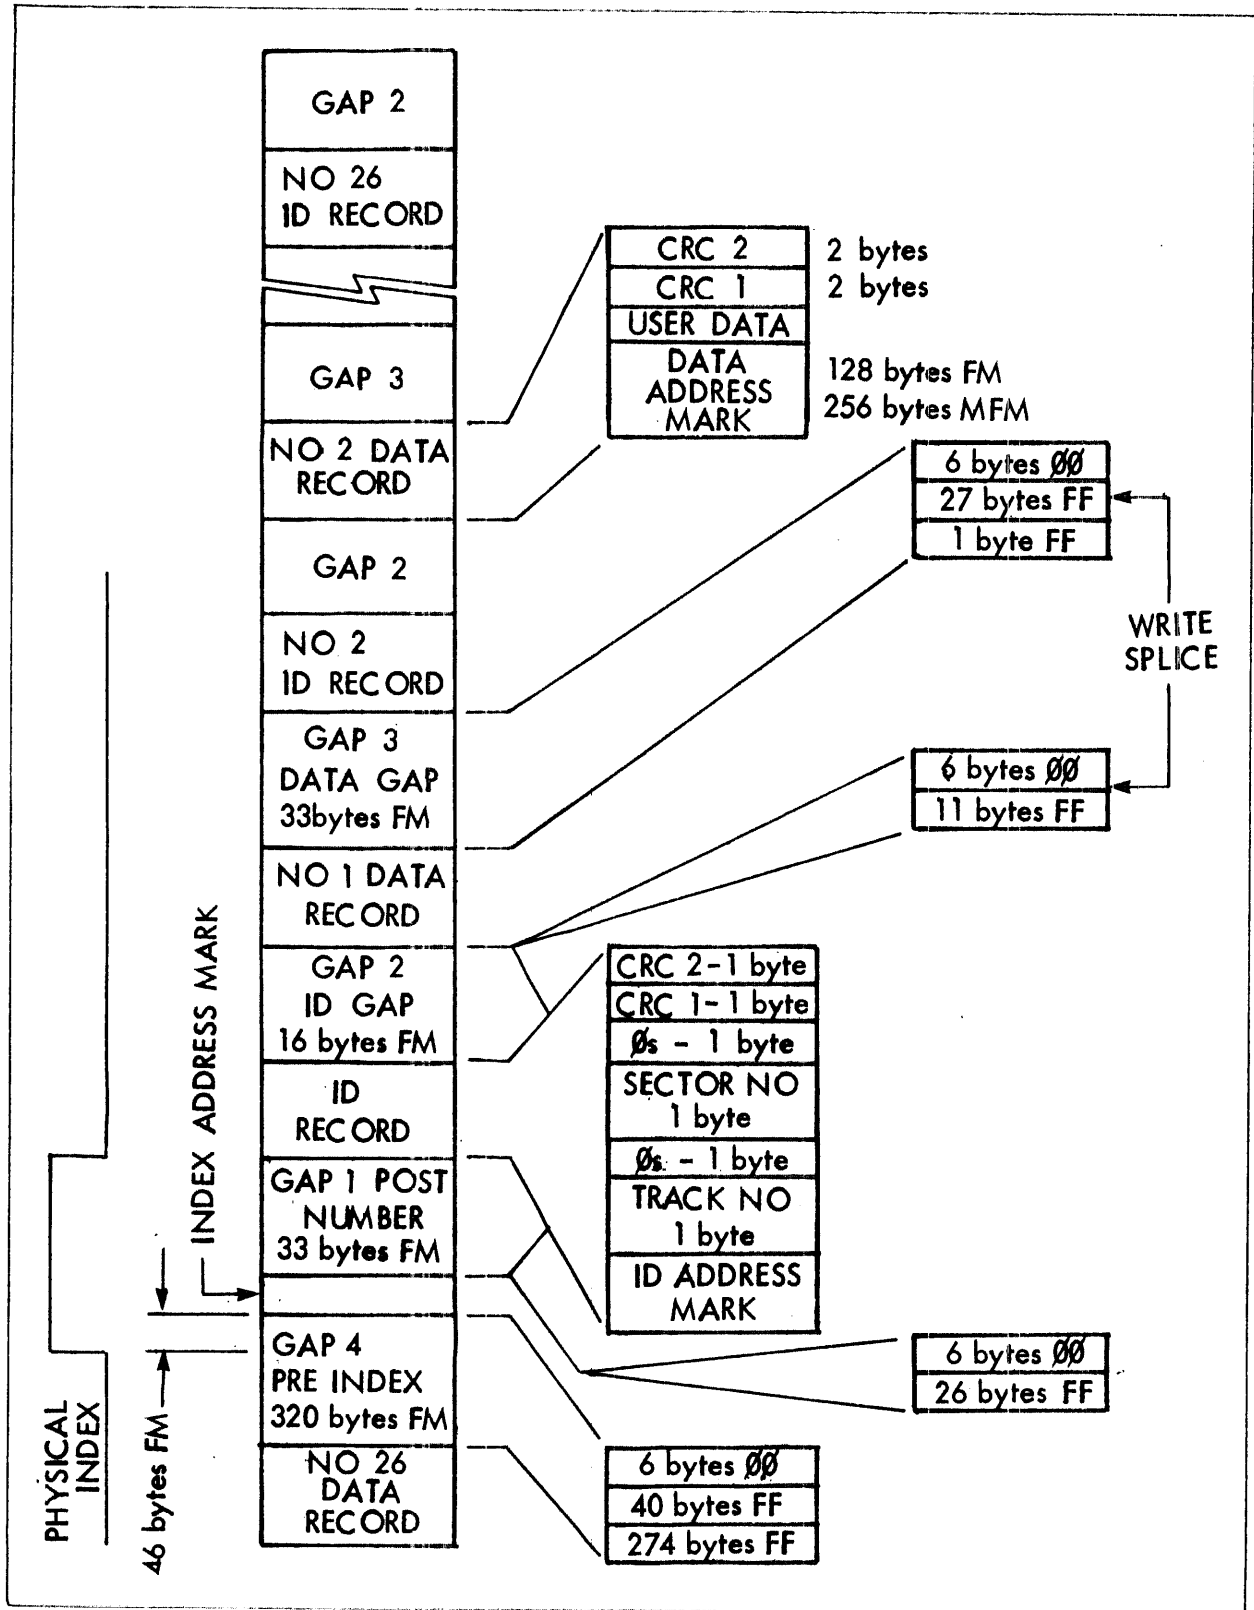 GAP 2
NO 26
ID RECORD
GAP 3
NO 2 DATA
RECORD
GAP 2
NO 2
ID RECORD
GAP 3
DATA GAP
33bytes FM
NO 1 DATA
RECORD
GAP 2
ID GAP
16 bytes FM
ID
RECORD
GAP 1 POST
NUMBER
33 bytes FM
GAP 4
PRE INDEX
320 bytes FM
NO 26
DATA
RECORD
INDEX ADDRESS MARK
PHYSICAL
INDEX
46 bytes FM
CRC 2 2 bytes
CRC 1 2 bytes
USER DATA
DATA
ADDRESS
MARK
128 bytes FM
256 bytes MFM
6 bytes ØØ
27 bytes FF
1 byte FF
WRITE
SPLICE
6 bytes ØØ
11 bytes FF
CRC 2-1 byte
CRC 1-1 byte
Øs - 1 byte
SECTOR NO
1 byte
Øs. - 1 byte
TRACK NO
1 byte
ID ADDRESS
MARK
6 bytes ØØ
26 bytes FF
6 bytes ØØ
40 bytes FF
274 bytes FF